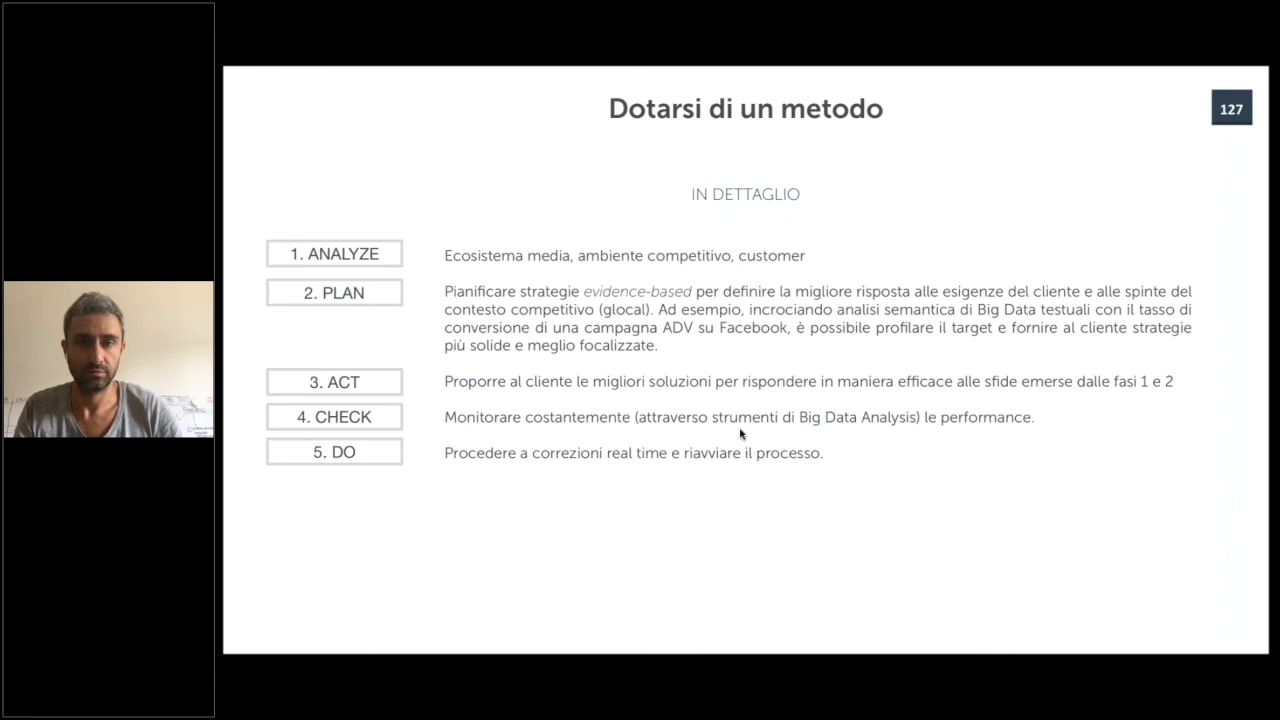 Dotarsi di un metodo
127
IN DETTAGLIO
1. ANALYZE
Ecosistema media, ambiente competitivo, customer
2. PLAN
Pianificare strategie evidence-based per definire la migliore risposta alle esigenze del cliente e alle spinte del
contesto competitivo (glocal). Ad esempio, incrociando analisi semantica di Big Data testuali con il tasso di
conversione di una campagna ADV su Facebook, è possibile profilare il target e fornire al cliente strategie
più solide e meglio focalizzate.
3. ACT
Proporre al cliente le migliori soluzioni per rispondere in maniera efficace alle sfide emerse dalle fasi 1 e 2
4. CHECK
Monitorare costantemente (attraverso strumenti di Big Data Analysis) le performance.
5. DO
Procedere a correzioni real time e riavviare il processo.